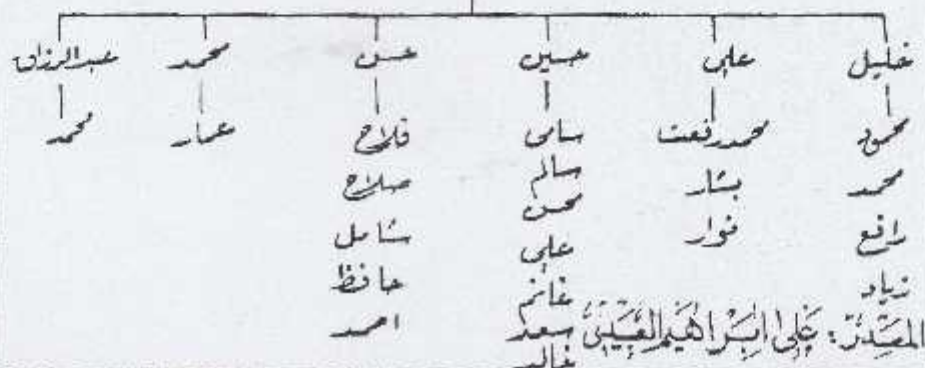 خليل علي حسين حسن محمد عبدالرزاق
محمود محمد رفعت سامي فلاح عمار محمد
محمد بشار سالم صلاح
رافع فواز محسن شامل
زياد علي حافظ
غانم احمد
سعد
خالد
المصدر: علي ابراهيم